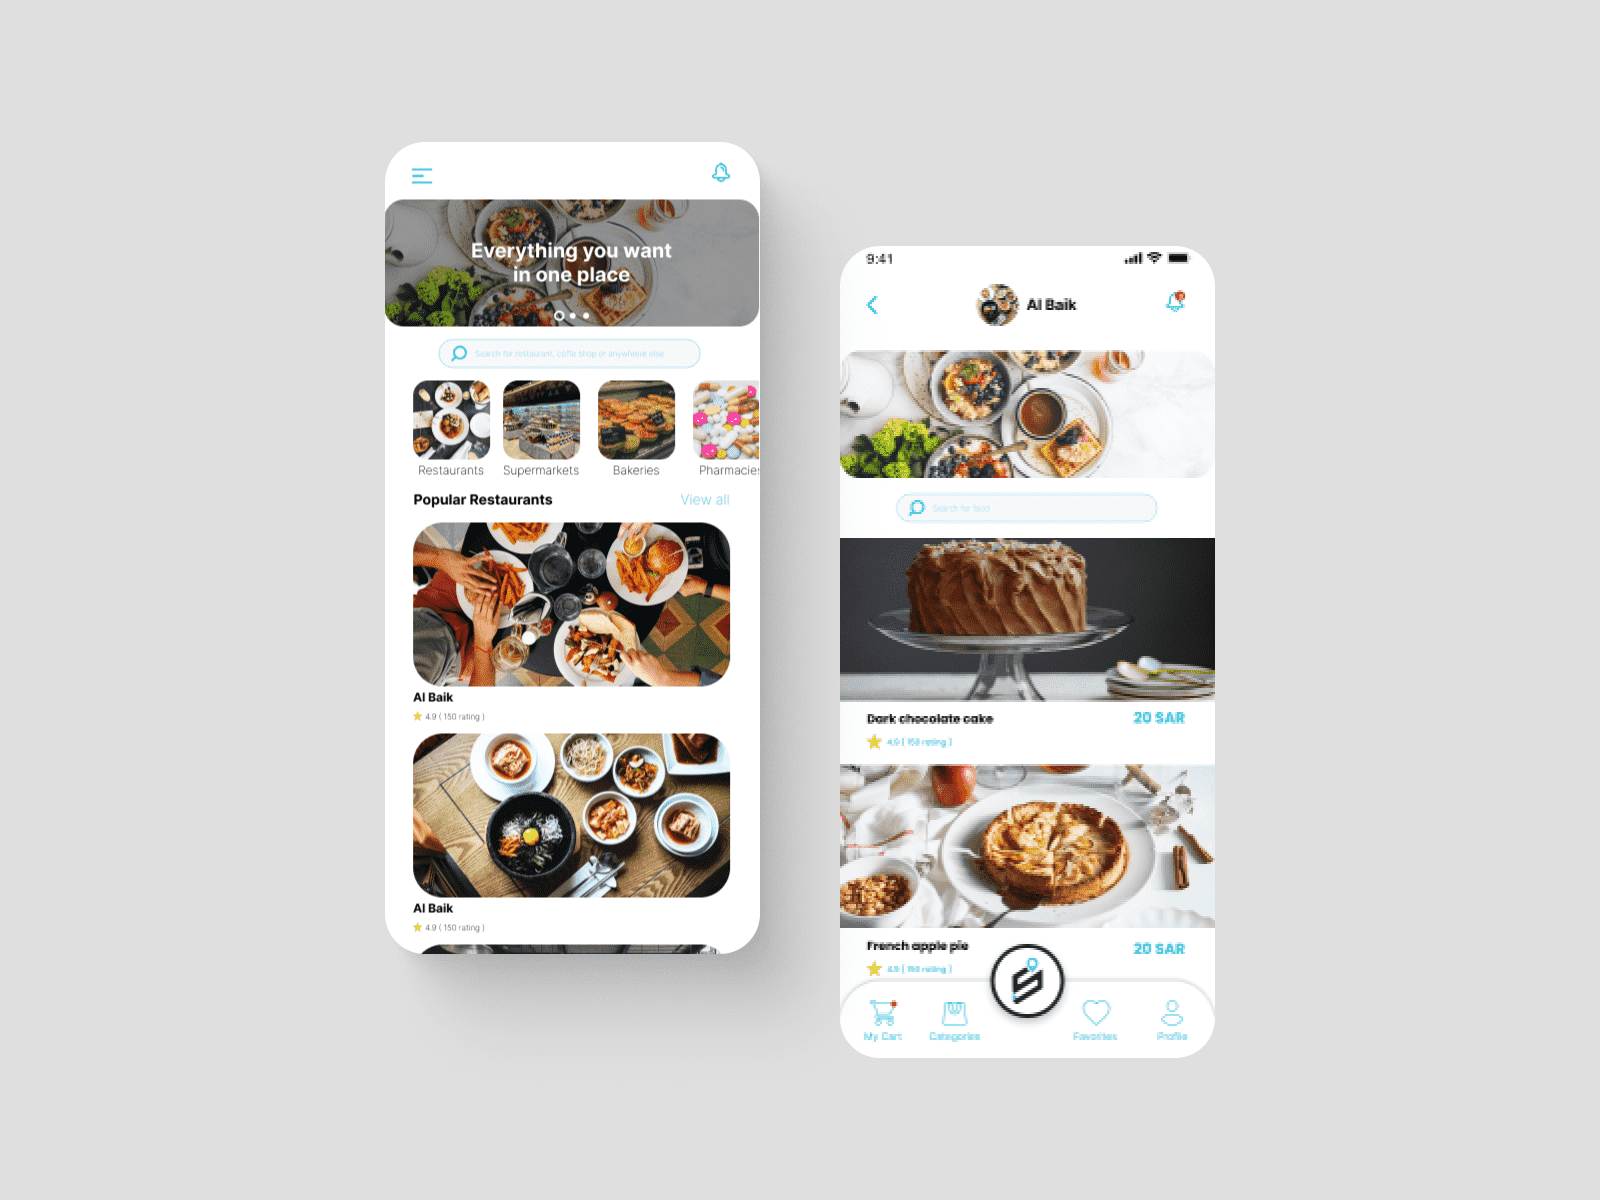 Everything you want
in one place
Search for restaurant, coffe shop or anywhere else
Restaurants
Supermarkets
Bakeries
Pharmacies
Popular Restaurants
View all
Al Baik
4.9 ( 150 rating )
Al Baik
4.9 ( 150 rating )
9:41
Al Baik
Search for food
Dark chocolate cake
20 SAR
4.9 ( 150 rating )
French apple pie
20 SAR
4.9 ( 150 rating )
My Cart
Categories
Favorites
Profile